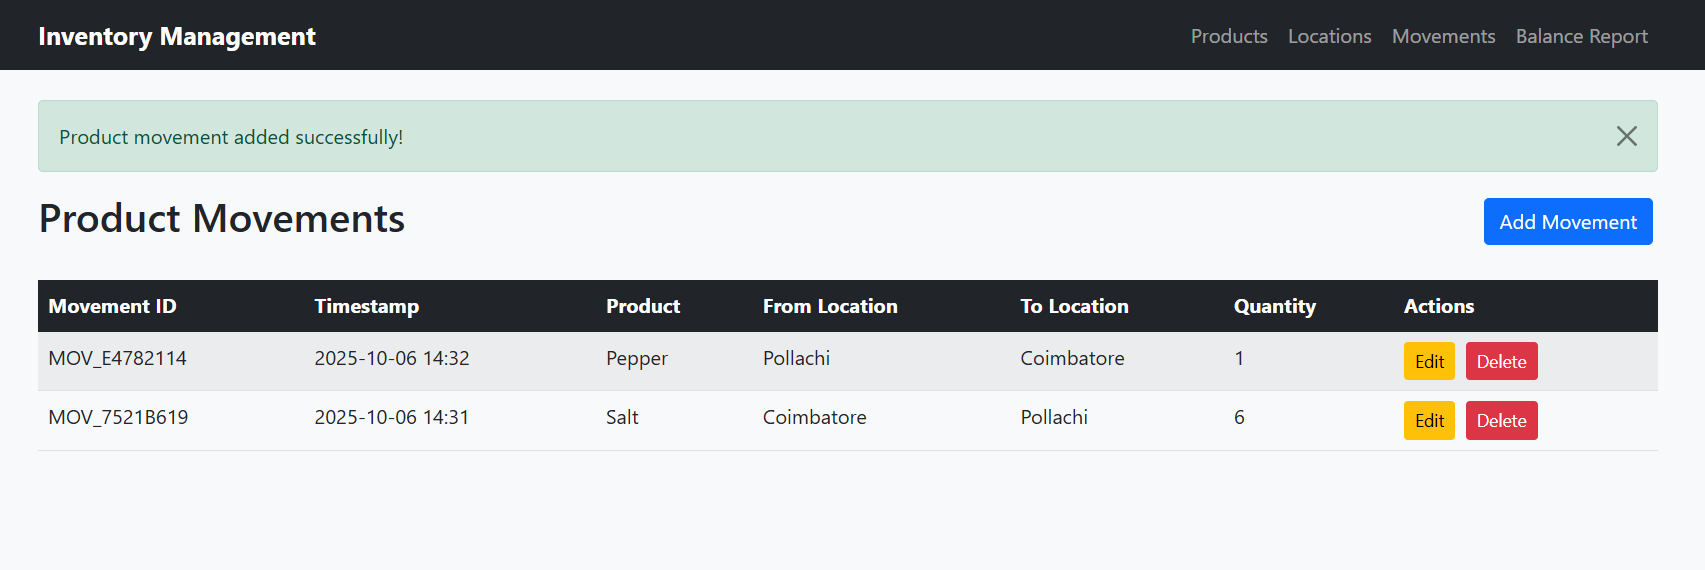 Inventory Management Products Locations Movements Balance Report
Product movement added successfully!
Product Movements Add Movement
Movement ID Timestamp Product From Location To Location Quantity Actions
MOV_E4782114 2025-10-06 14:32 Pepper Pollachi Coimbatore 1 Edit Delete
MOV_7521B619 2025-10-06 14:31 Salt Coimbatore Pollachi 6 Edit Delete